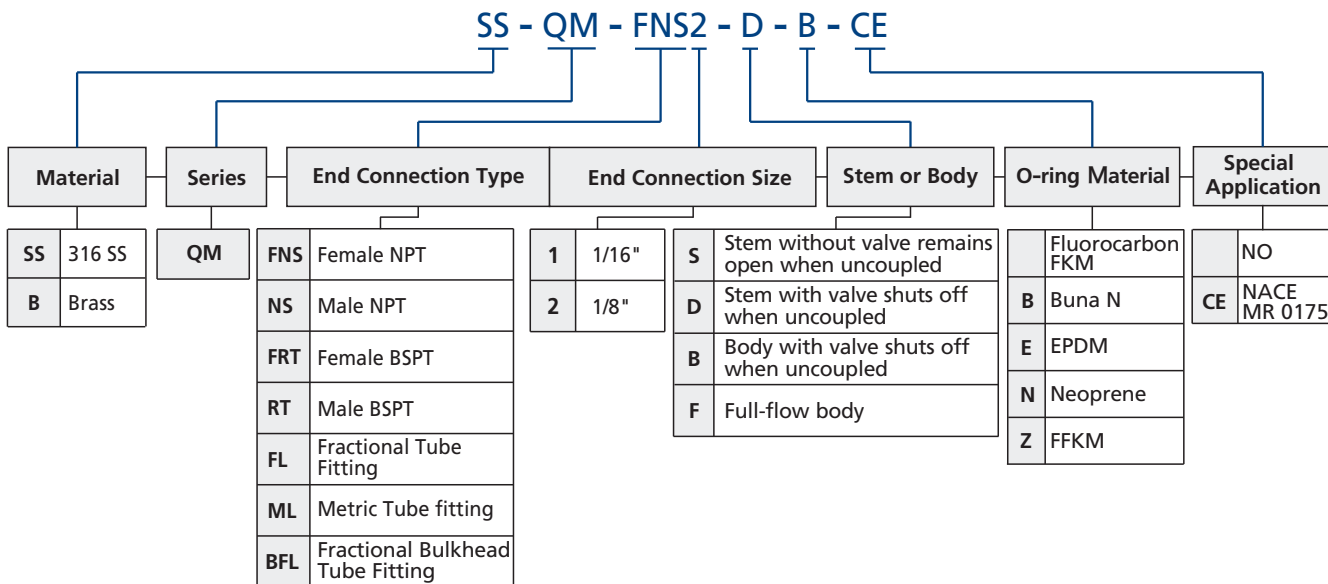 SS - QM - FNS2 - D - B - CE
Material
Series
End Connection Type
End Connection Size
Stem or Body
O-ring Material
Special
Application
SS 316 SS
B Brass
QM
FNS Female NPT
NS Male NPT
FRT Female BSPT
RT Male BSPT
FL Fractional Tube
Fitting
ML Metric Tube fitting
BFL Fractional Bulkhead
Tube Fitting
1 1/16"
2 1/8"
S Stem without valve remains
open when uncoupled
D Stem with valve shuts off
when uncoupled
B Body with valve shuts off
when uncoupled
F Full-flow body
Fluorocarbon
FKM
B Buna N
E EPDM
N Neoprene
Z FFKM
NO
CE NACE
MR 0175